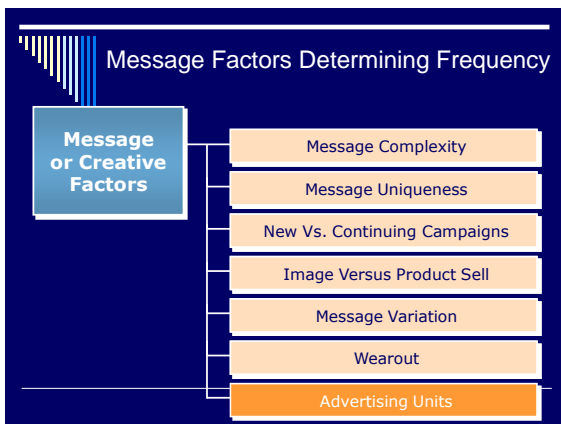 Message Factors Determining Frequency
Message
or Creative
Factors
Message Complexity
Message Uniqueness
New Vs. Continuing Campaigns
Image Versus Product Sell
Message Variation
Wearout
Advertising Units